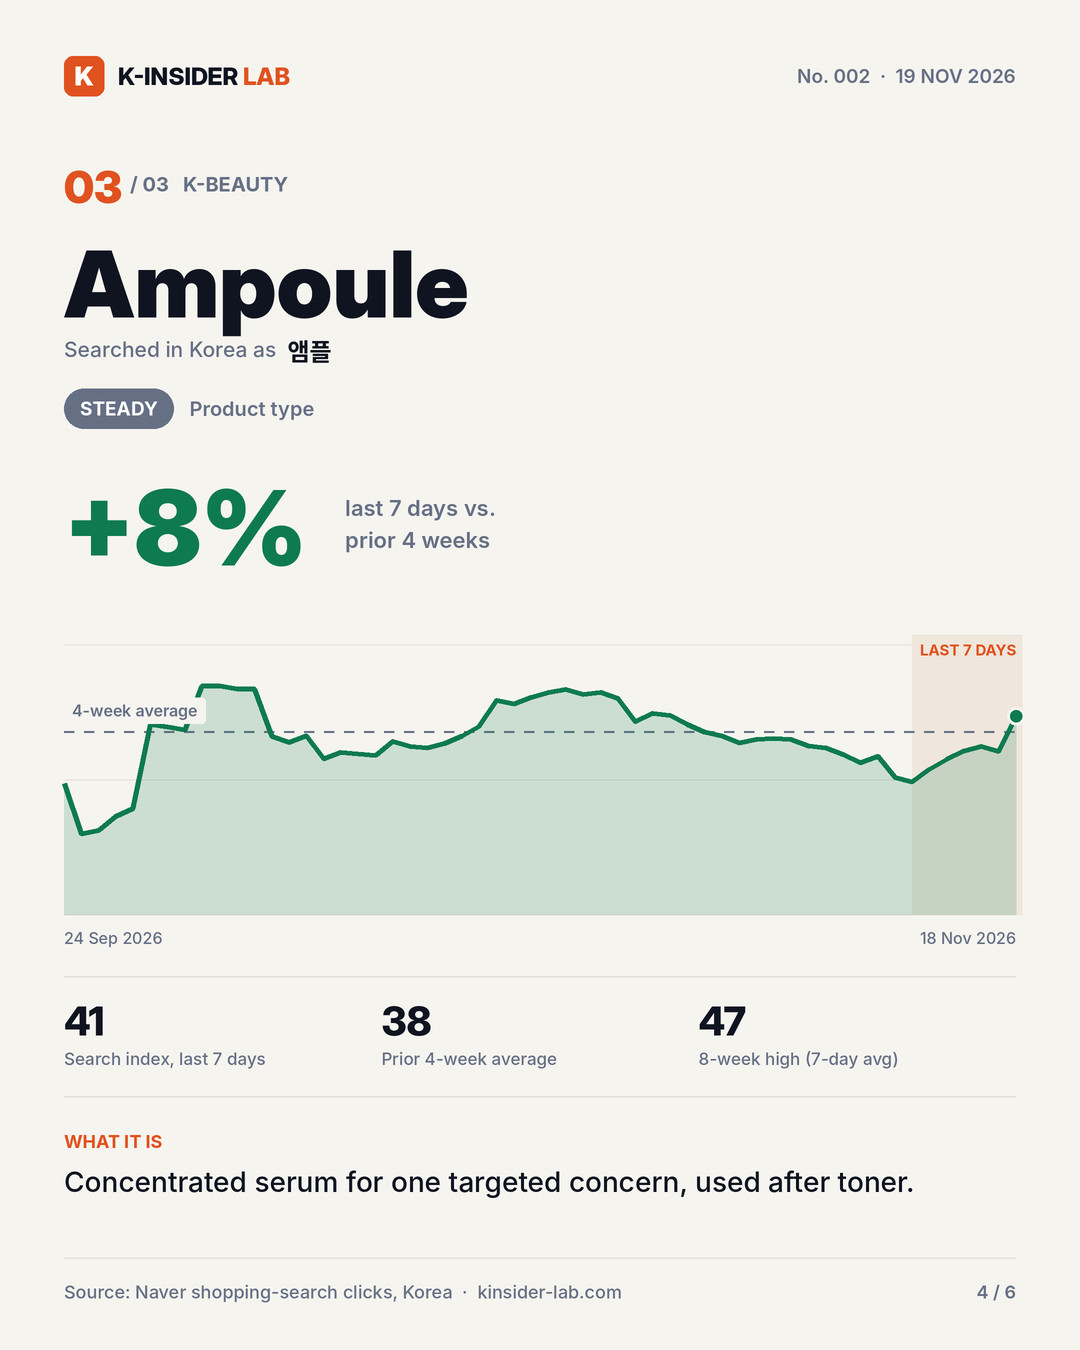 K K-INSIDER LAB
No. 002 · 19 NOV 2026
03 / 03 K-BEAUTY
Ampoule
Searched in Korea as 앰플
STEADY Product type
+8%
last 7 days vs.
prior 4 weeks
LAST 7 DAYS
4-week average
24 Sep 2026
18 Nov 2026
41
Search index, last 7 days
38
Prior 4-week average
47
8-week high (7-day avg)
WHAT IT IS
Concentrated serum for one targeted concern, used after toner.
Source: Naver shopping-search clicks, Korea · kinsider-lab.com
4 / 6